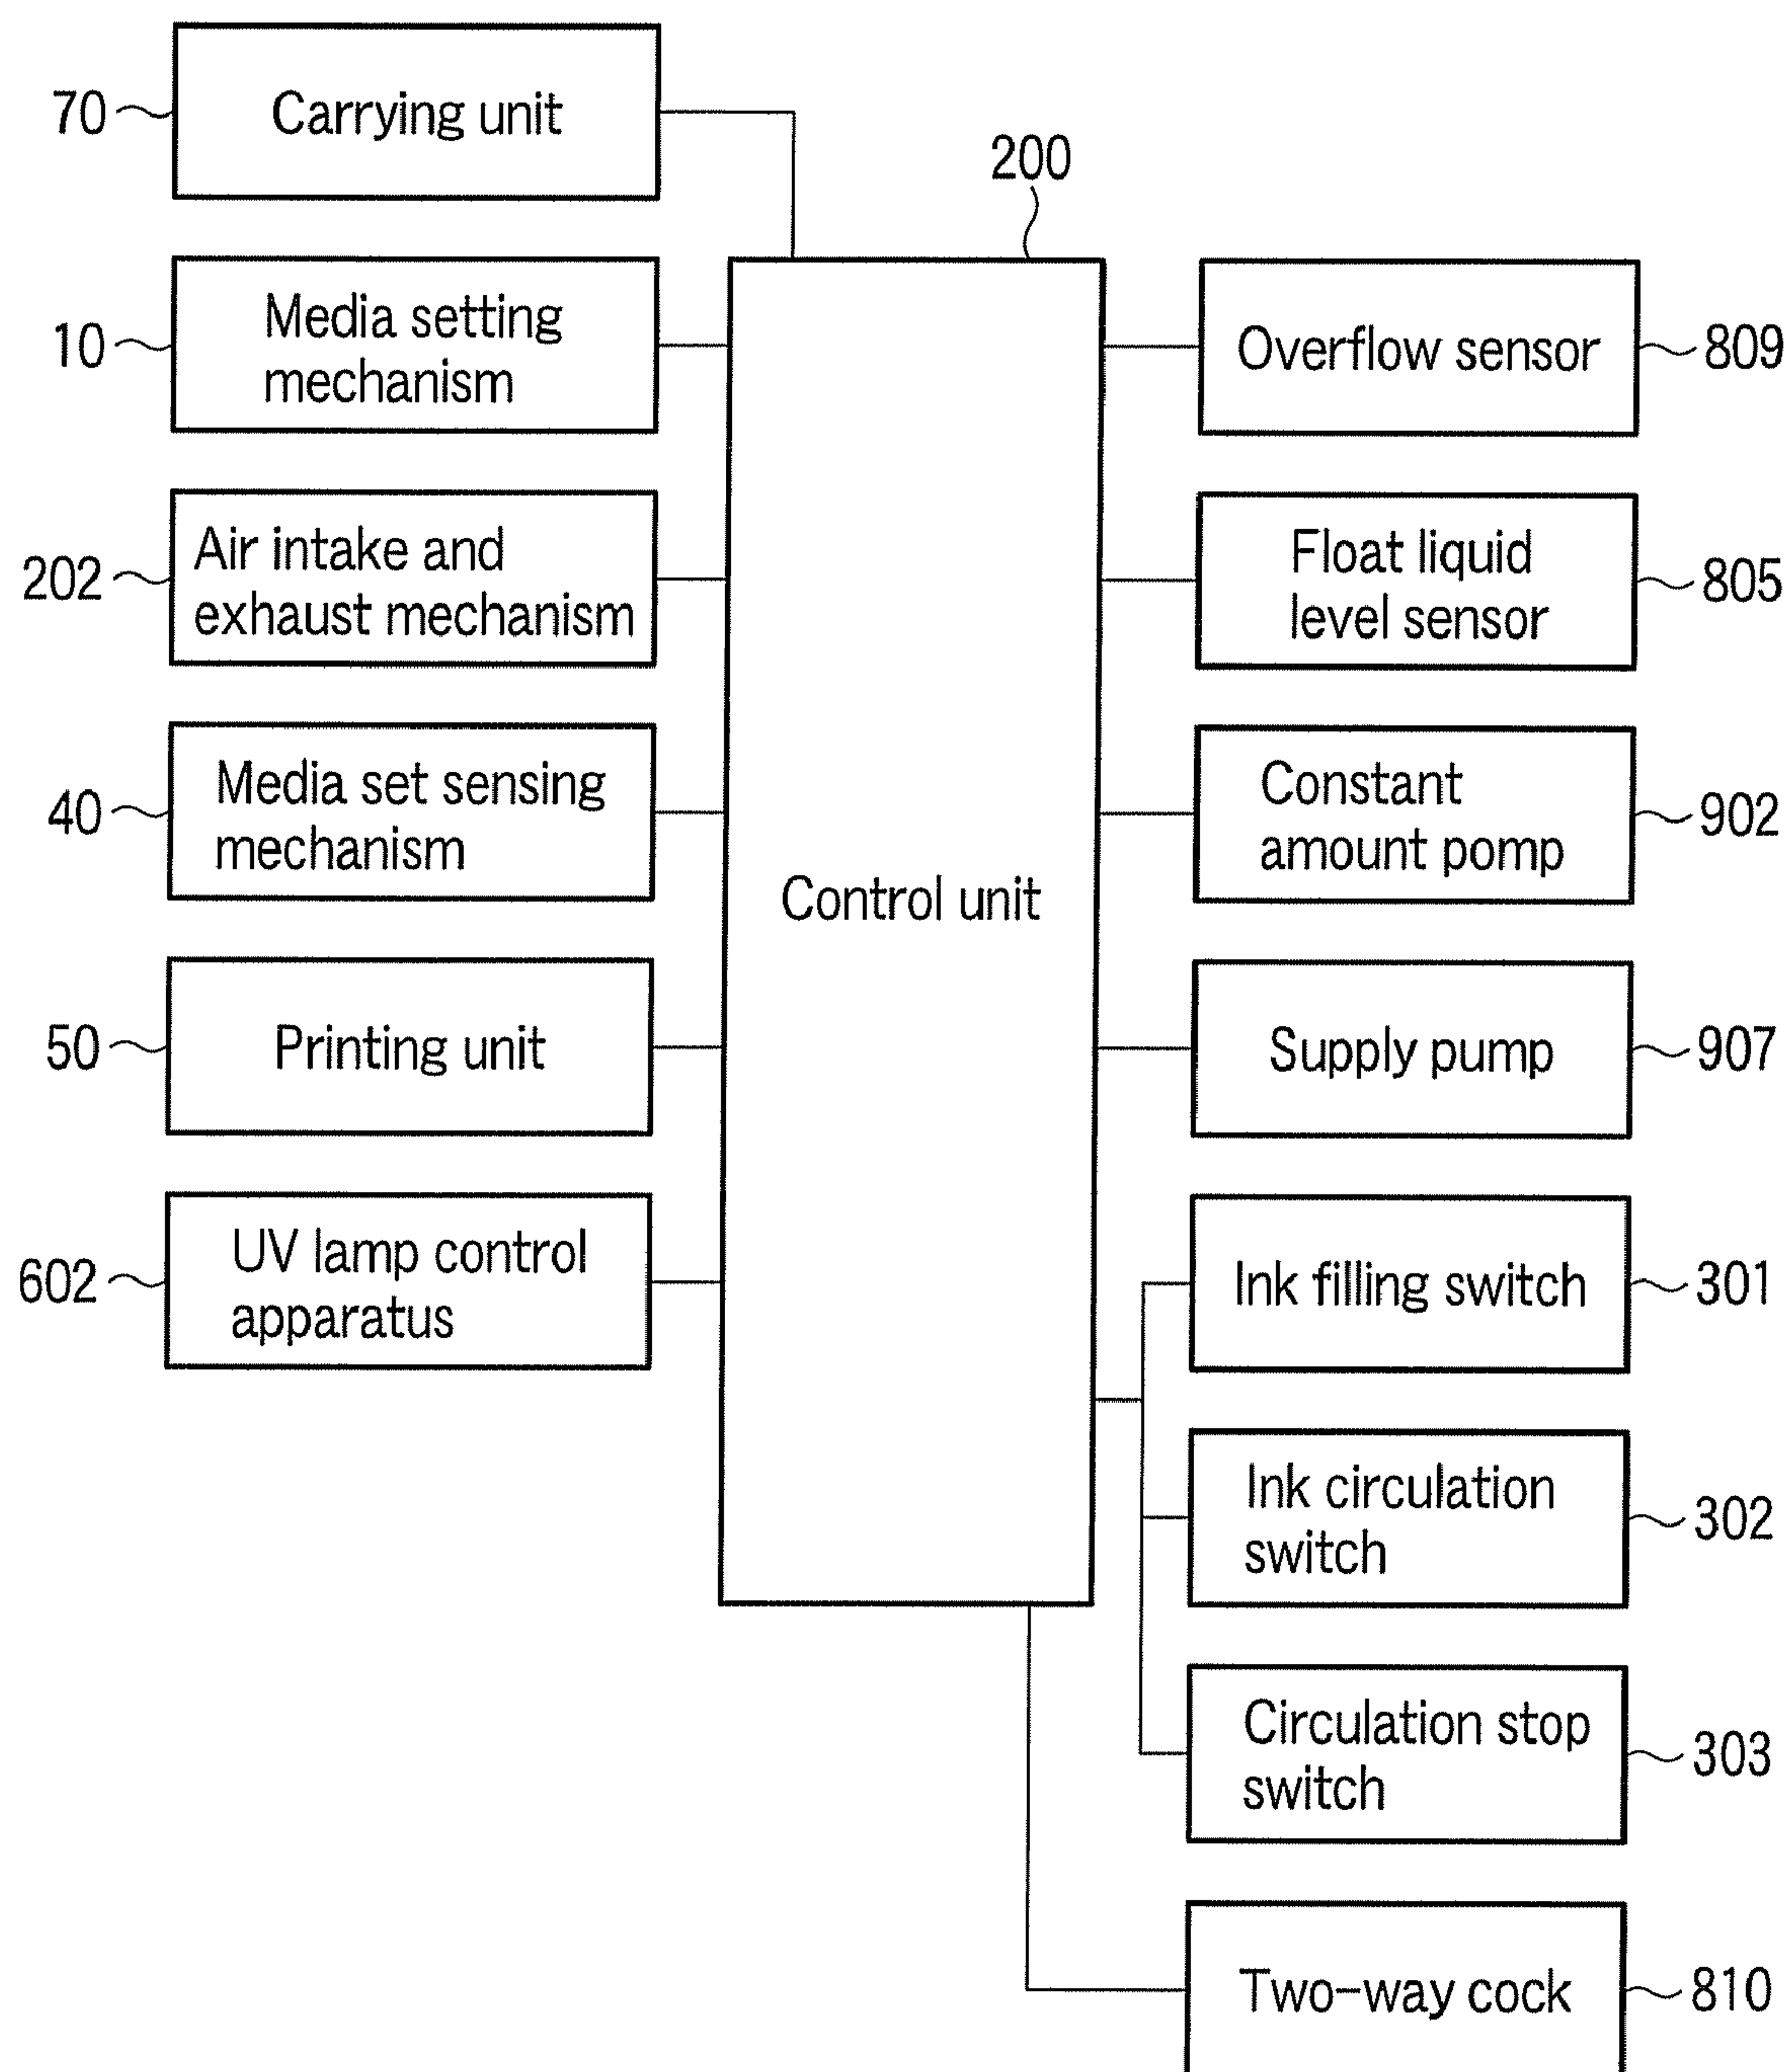 70
Carrying unit
200
10
Media setting
mechanism
202
Air intake and
exhaust mechanism
40
Media set sensing
mechanism
50
Printing unit
602
UV lamp control
apparatus
Control unit
Overflow sensor
809
Float liquid
level sensor
805
Constant
amount pomp
902
Supply pump
907
Ink filling switch
301
Ink circulation
switch
302
Circulation stop
switch
303
Two-way cock
810